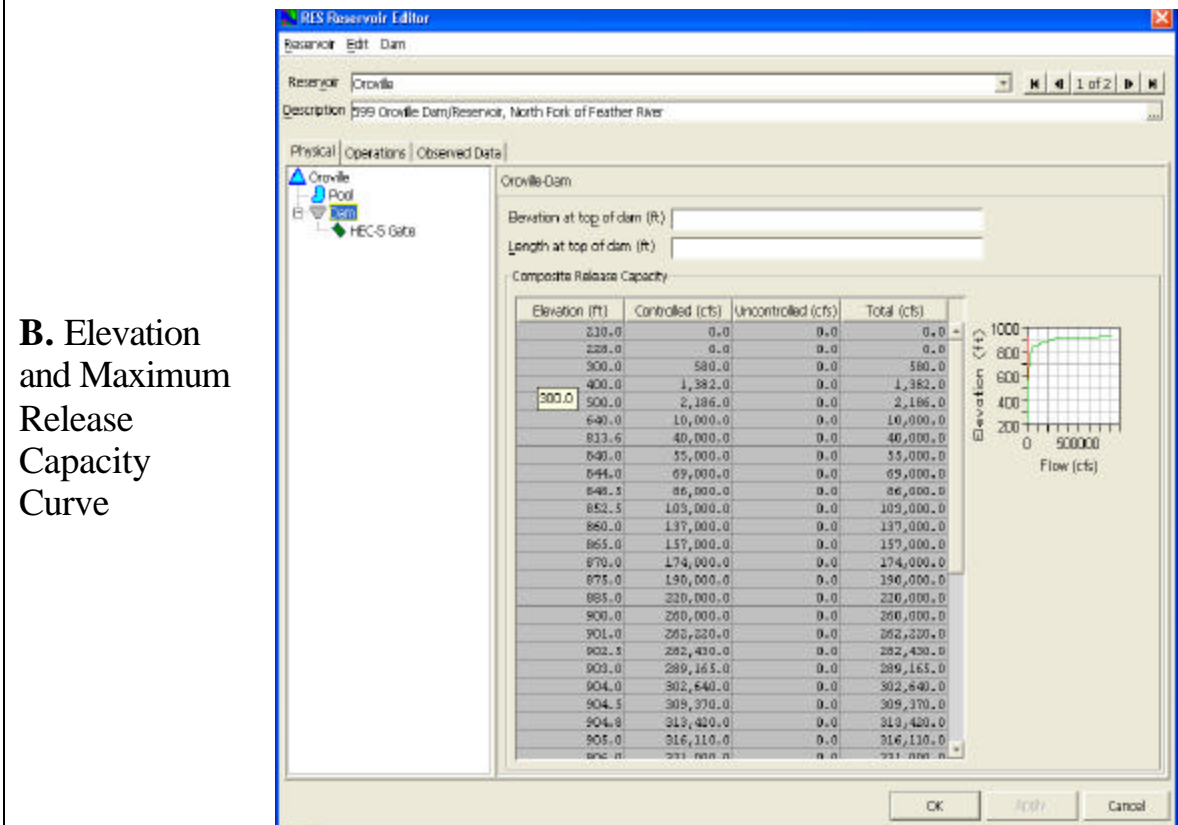 B. Elevation
and Maximum
Release
Capacity
Curve
RES Reservoir Editor
Reservoir Edit Dam
Reservoir Oroville 1 of 2
Description 599 Oroville Dam/Reservoir, North Fork of Feather River ...
Physical Operations Observed Data
Oroville
Pool
Dam
HEC-5 Gate
Oroville-Dam
Elevation at top of dam (ft)
Length at top of dam (ft)
Composite Release Capacity
Elevation (ft) Controlled (cfs) Uncontrolled (cfs) Total (cfs)
210.0 0.0 0.0 0.0
228.0 0.0 0.0 0.0
300.0 580.0 0.0 580.0
400.0 1,382.0 0.0 1,382.0
300.0
500.0 2,186.0 0.0 2,186.0
640.0 10,000.0 0.0 10,000.0
813.6 40,000.0 0.0 40,000.0
840.0 55,000.0 0.0 55,000.0
844.0 69,000.0 0.0 69,000.0
848.5 86,000.0 0.0 86,000.0
852.5 103,000.0 0.0 103,000.0
860.0 137,000.0 0.0 137,000.0
865.0 157,000.0 0.0 157,000.0
870.0 174,000.0 0.0 174,000.0
875.0 190,000.0 0.0 190,000.0
885.0 220,000.0 0.0 220,000.0
900.0 260,000.0 0.0 260,000.0
901.0 0.0
902.5 282,430.0 0.0 282,430.0
903.0 289,165.0 0.0 289,165.0
904.0 302,640.0 0.0 302,640.0
904.5 309,370.0 0.0 309,370.0
904.8 313,420.0 0.0 313,420.0
905.0 316,110.0 0.0 316,110.0
Elevation (ft)
1000
800
600
400
200
0 500000
Flow (cfs)
OK Apply Cancel